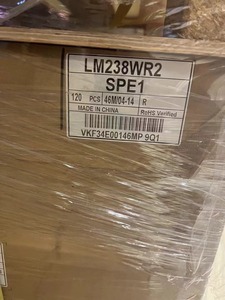 LM238WR2
SPE1
120 PCS 46M/04-14 R
MADE IN CHINA RoHS Verified
VKF34E00146MP 9Q1